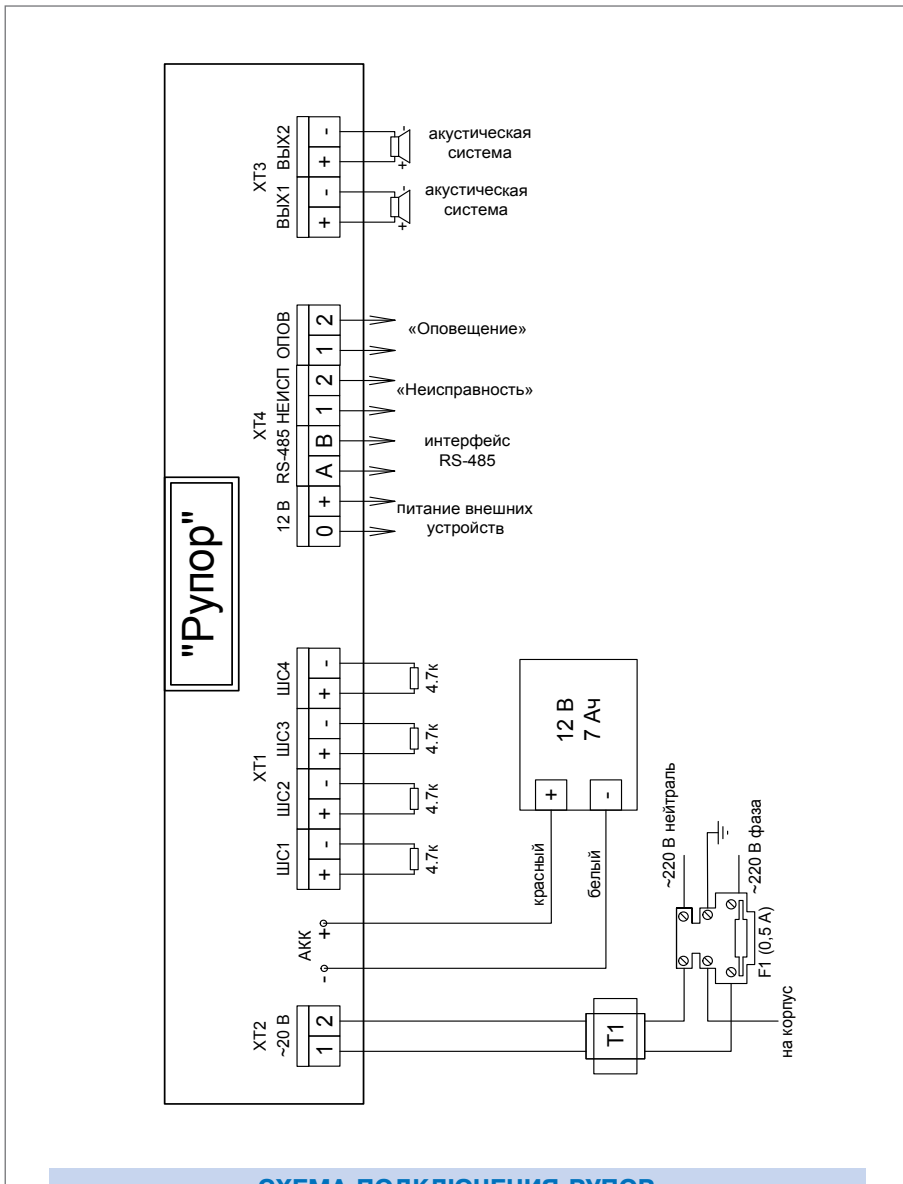 "Рупор"
ХТ3
ВЫХ1 ВЫХ2
+ - + -
+ - + -
акустическая
система
акустическая
система
ХТ4
12 В RS-485 НЕИСП ОПОВ
0 + А В 1 2 1 2
«Оповещение»
«Неисправность»
интерфейс
RS-485
питание внешних
устройств
ХТ1
ШС1 ШС2 ШС3 ШС4
+ - + - + - + -
4.7к 4.7к 4.7к 4.7к
АКК
- +
красный
белый
+ -
12 В
7 Ач
ХТ2
~20 В
1 2
Т1
~220 В нейтраль
~220 В фаза
F1 (0,5 А)
на корпус
СХЕМА ПОДКЛЮЧЕНИЯ РУПОР